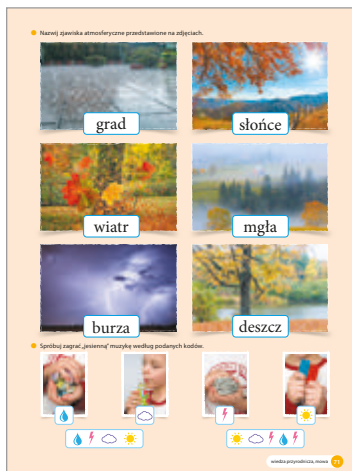 Nazwij zjawiska atmosferyczne przedstawione na zdjęciach.
grad
słońce
wiatr
mgła
burza
deszcz
Spróbuj zagrać „jesienną” muzykę według podanych kodów.
wiedza przyrodnicza, mowa 71